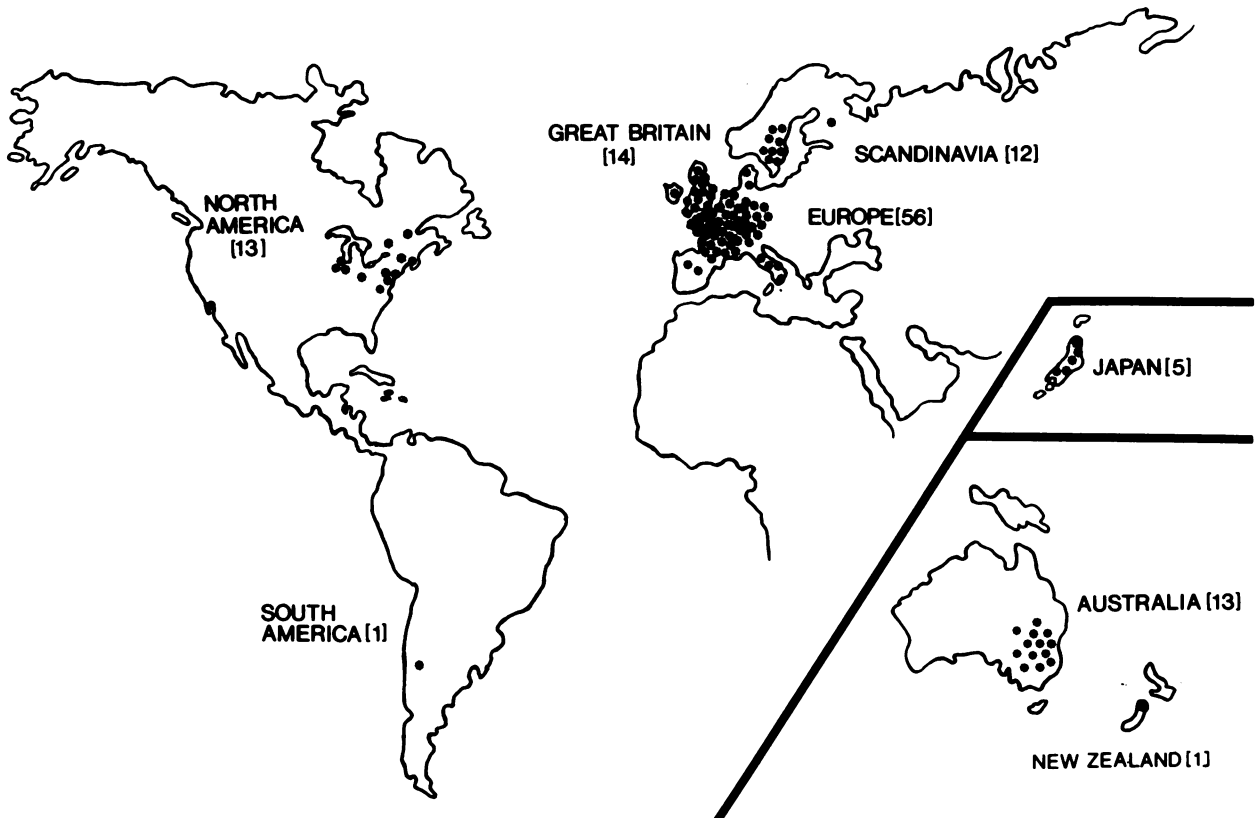 GREAT BRITAIN
[14]
SCANDINAVIA [12]
NORTH
AMERICA
[13]
EUROPE[56]
JAPAN[5]
SOUTH
AMERICA[1]
AUSTRALIA[13]
NEW ZEALAND[1]